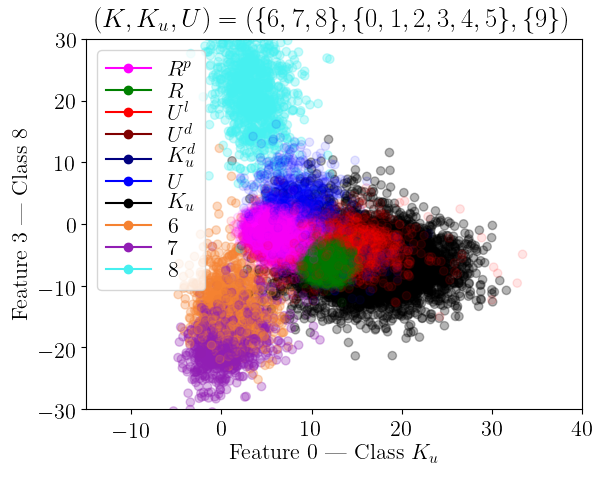 (K, K_u, U) = ({6, 7, 8}, {0, 1, 2, 3, 4, 5}, {9})
30
20
10
0
−10
−20
−30
Feature 3 — Class 8
R^p
R
U^l
U^d
K_u^d
U
K_u
6
7
8
−10
0
10
20
30
40
Feature 0 — Class K_u